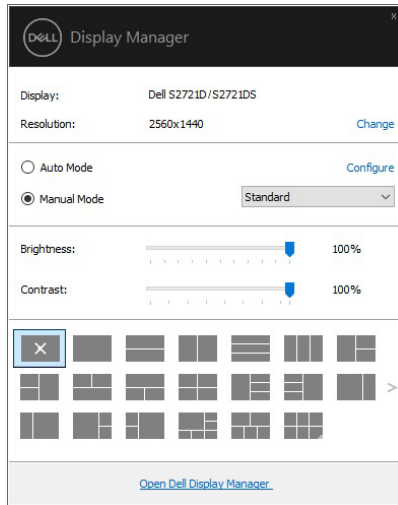 x
DELL Display Manager
Display: Dell S2721D/S2721DS
Resolution: 2560x1440 Change
Auto Mode Configure
Manual Mode Standard
Brightness: 100%
Contrast: 100%
Open Dell Display Manager